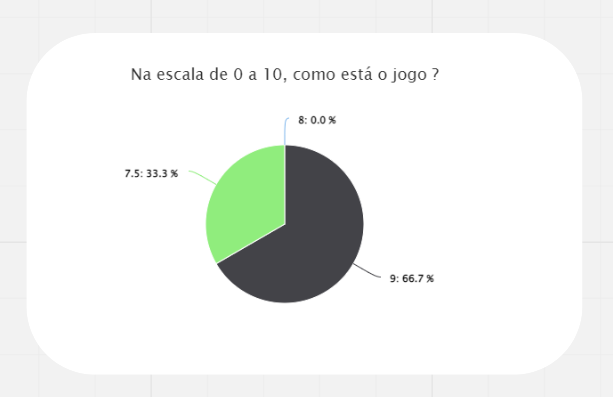 Na escala de 0 a 10, como está o jogo ?
8: 0.0 %
7.5: 33.3 %
9: 66.7 %